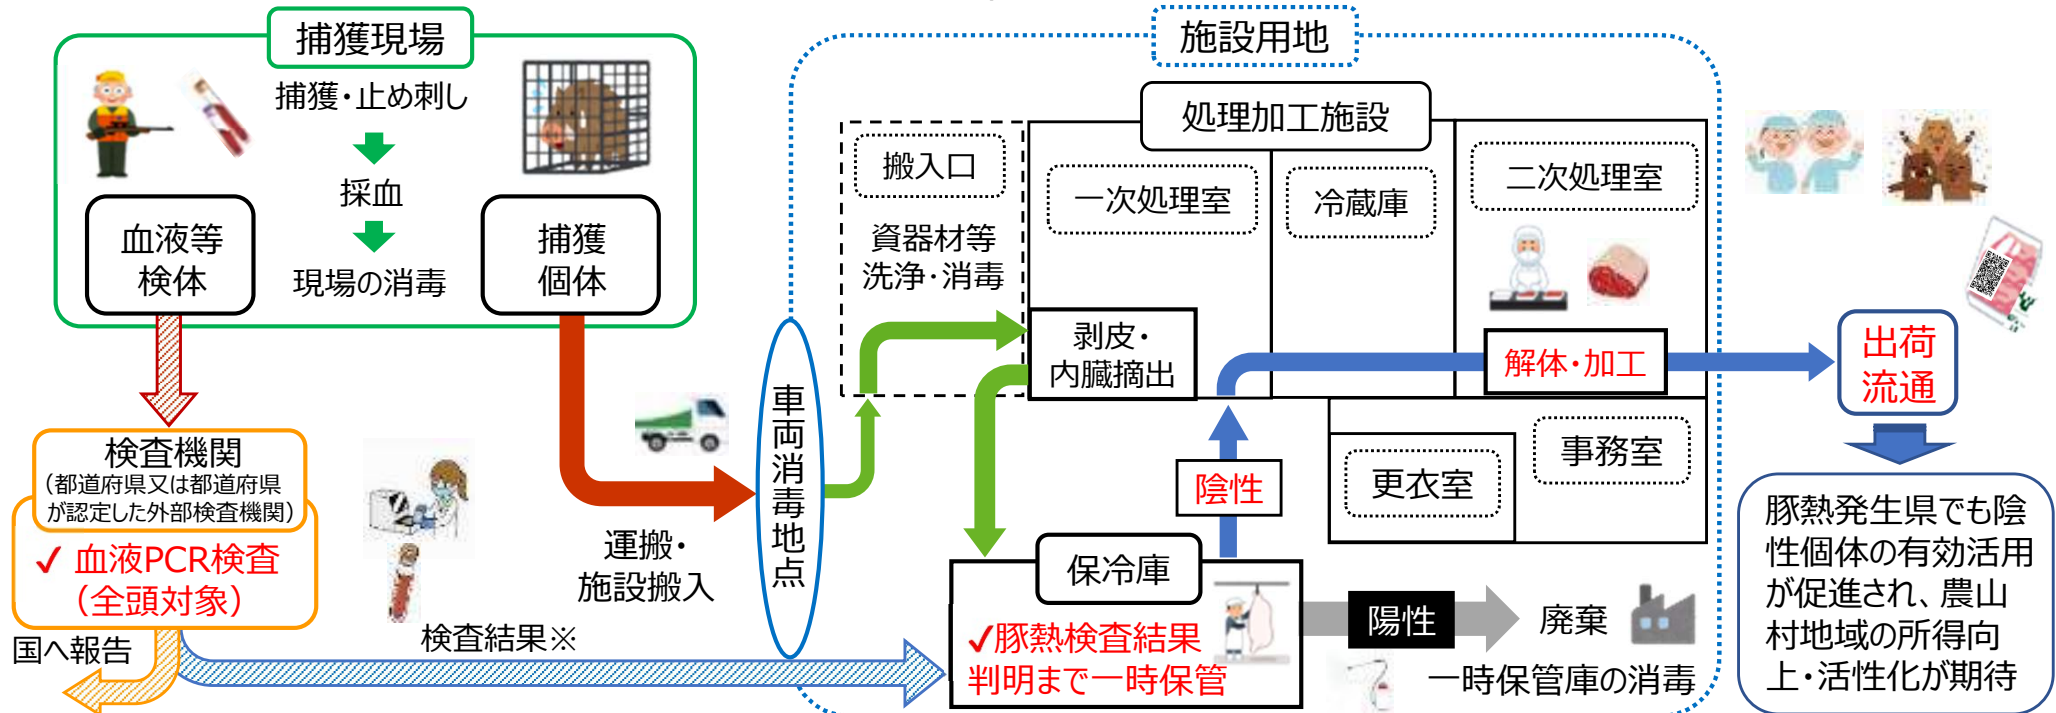 捕獲現場
捕獲・止め刺し
採血
現場の消毒
血液等
検体
捕獲
個体
検査機関
（都道府県又は都道府県
が認定した外部検査機関）
✓ 血液PCR検査
（全頭対象）
国へ報告
検査結果※
運搬・
施設搬入
車両消毒地点
施設用地
処理加工施設
搬入口
資器材等
洗浄・消毒
一次処理室
冷蔵庫
二次処理室
剥皮・
内臓摘出
解体・加工
更衣室
事務室
陰性
保冷庫
✓豚熱検査結果
判明まで一時保管
陽性
廃棄
一時保管庫の消毒
出荷
流通
豚熱発生県でも陰
性個体の有効活用
が促進され、農山
村地域の所得向
上・活性化が期待